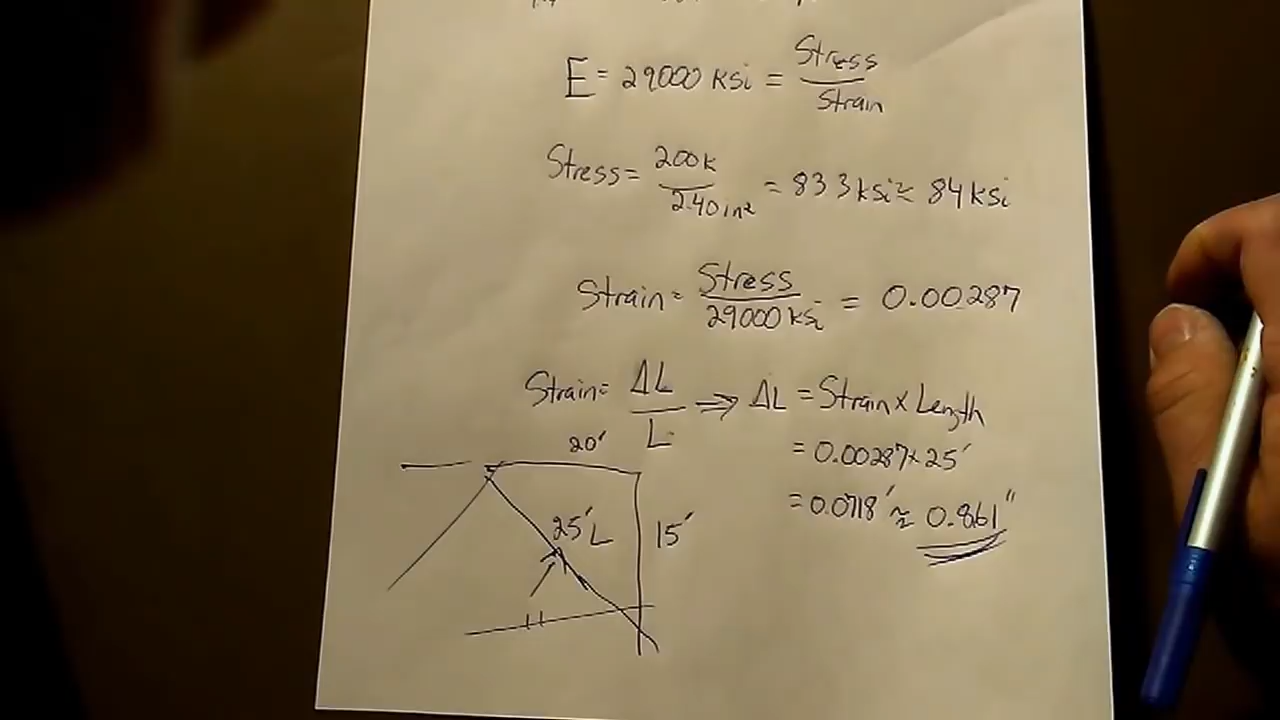 E = 29000 ksi = Stress / Strain
Stress = 200k / 2.40 in² = 83 3 ksi ≈ 84 ksi
Strain = Stress / 29000 ksi = 0.00287
Strain = ΔL / L ⇒ ΔL = Strain x Length
= 0.00287 x 25'
= 0.0718' ≈ 0.861"
20'
25' L
15'